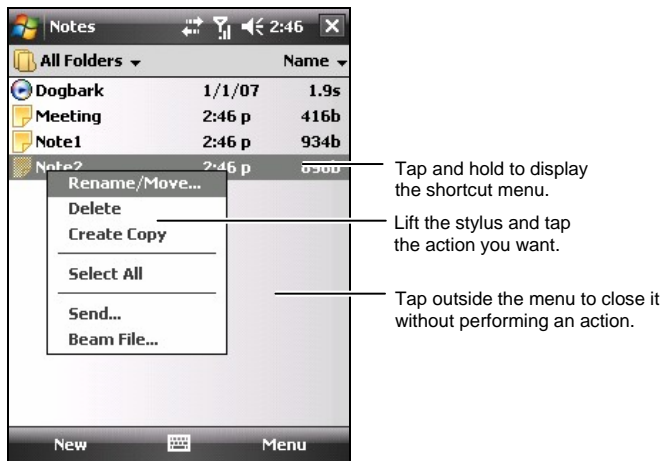 Notes 2:46
All Folders Name
Dogbark 1/1/07 1.9s
Meeting 2:46 p 416b
Note1 2:46 p 934b
Note2 2:46 p
Rename/Move...
Delete
Create Copy
Select All
Send...
Beam File...
New Menu
Tap and hold to display
the shortcut menu.
Lift the stylus and tap
the action you want.
Tap outside the menu to close it
without performing an action.